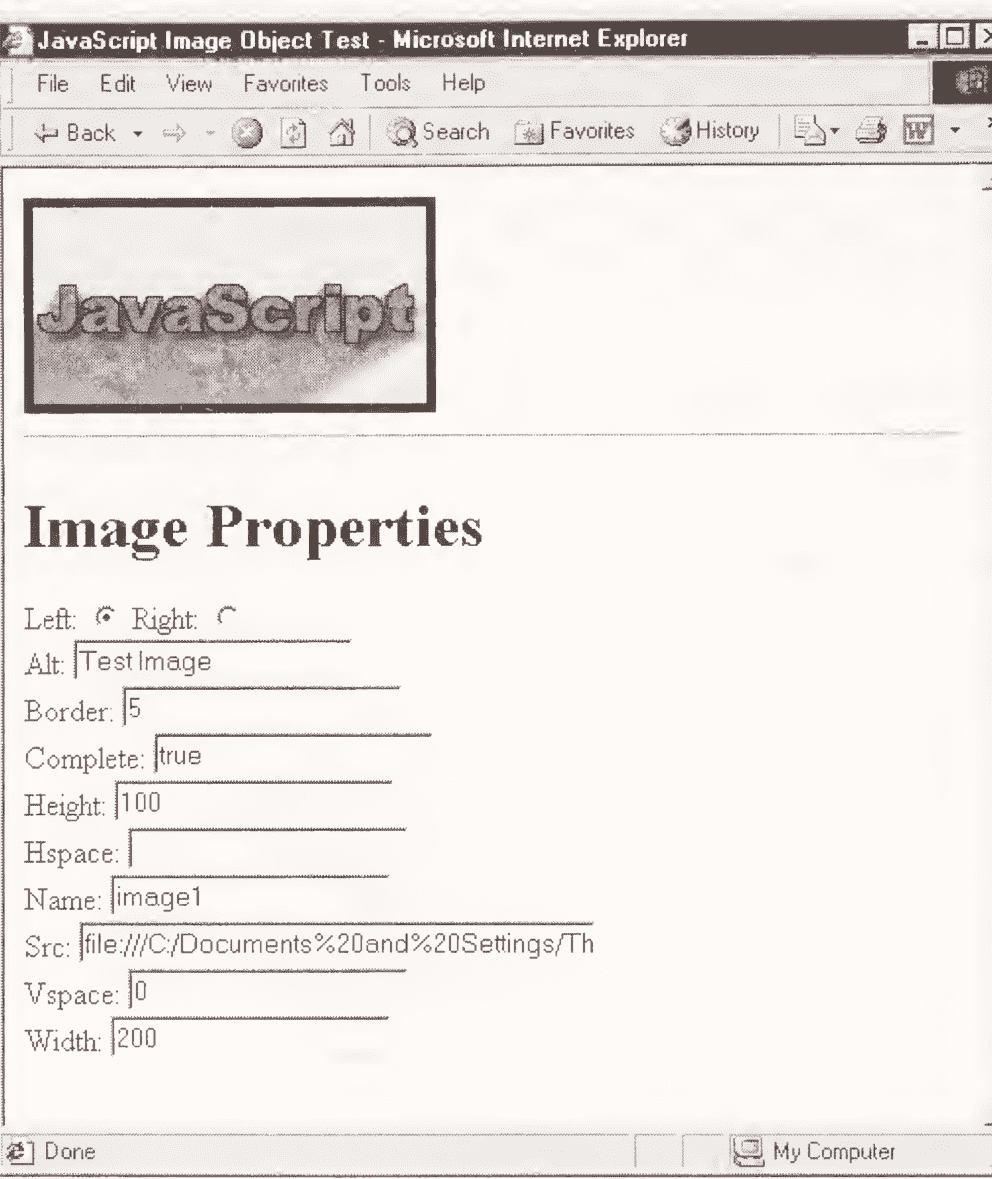 JavaScript Image Object Test - Microsoft Internet Explorer
File Edit View Favorites Tools Help
Back Search Favorites History
JavaScript
Image Properties
Left: Right:
Alt: Test Image
Border: 5
Complete: true
Height: 100
Hspace:
Name: image1
Src: file:///C:/Documents%20and%20Settings/Th
Vspace: 0
Width: 200
Done My Computer